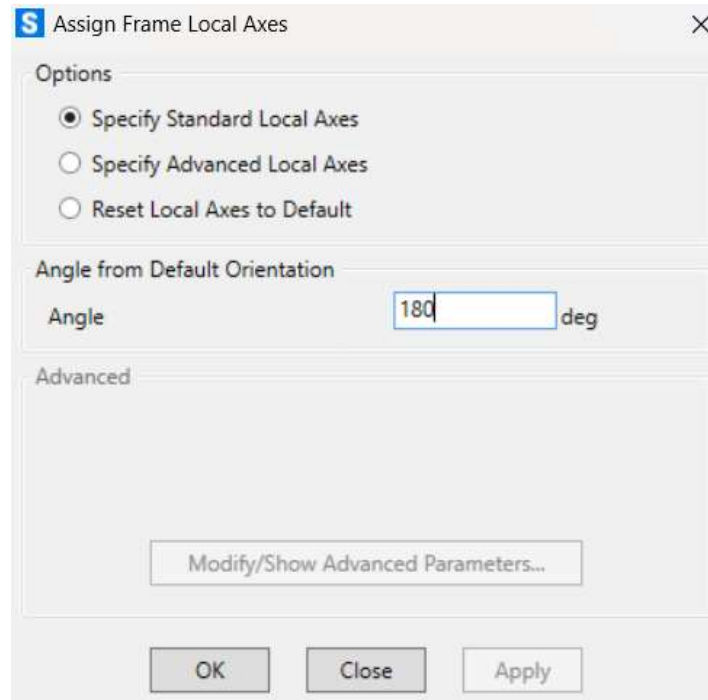 S Assign Frame Local Axes
Options
Specify Standard Local Axes
Specify Advanced Local Axes
Reset Local Axes to Default
Angle from Default Orientation
Angle 180 deg
Advanced
Modify/Show Advanced Parameters...
OK Close Apply